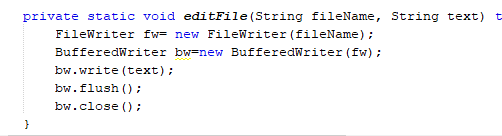 private static void editFile(String fileName, String text) t
FileWriter fw= new FileWriter(fileName);
BufferedWriter bw=new BufferedWriter(fw);
bw.write(text);
bw.flush();
bw.close();
}